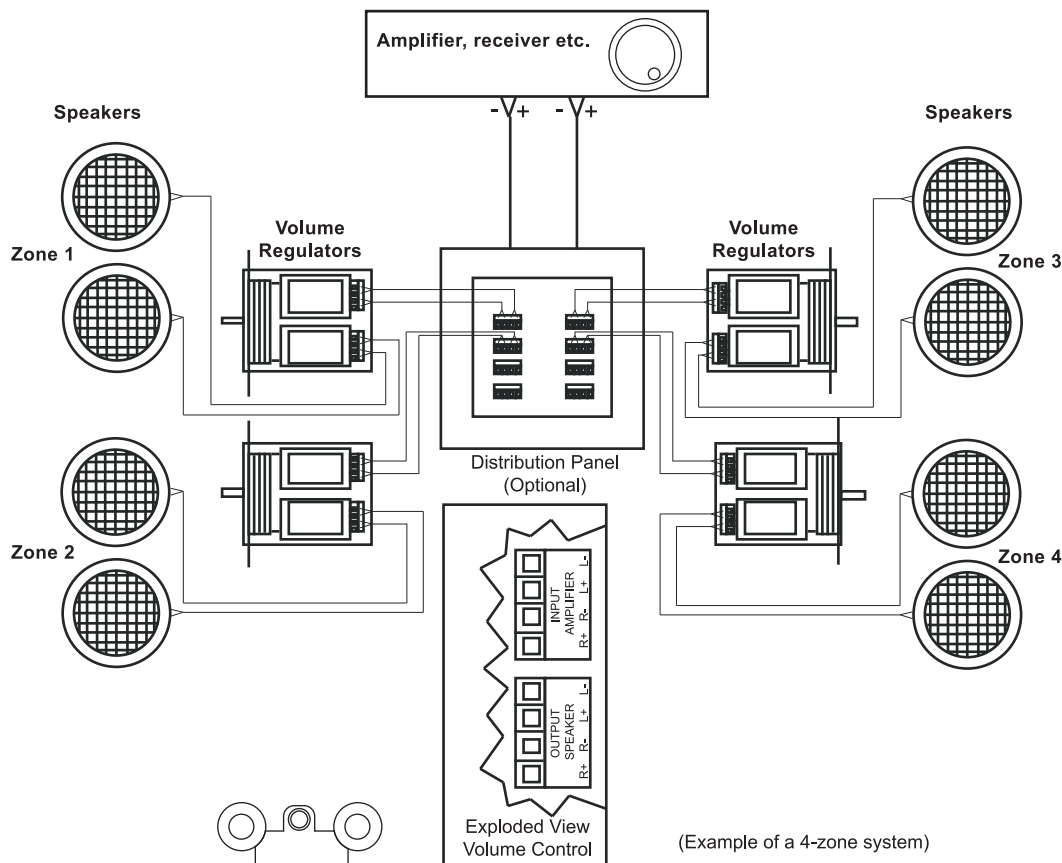 Amplifier, receiver etc.
- + - +
Speakers
Speakers
Zone 1
Volume
Regulators
Volume
Regulators
Zone 3
Distribution Panel
(Optional)
Zone 2
Zone 4
L-
L+
R-
R+
INPUT
AMPLIFIER
L-
L+
R-
R+
OUTPUT
SPEAKER
Exploded View
Volume Control
(Example of a 4-zone system)